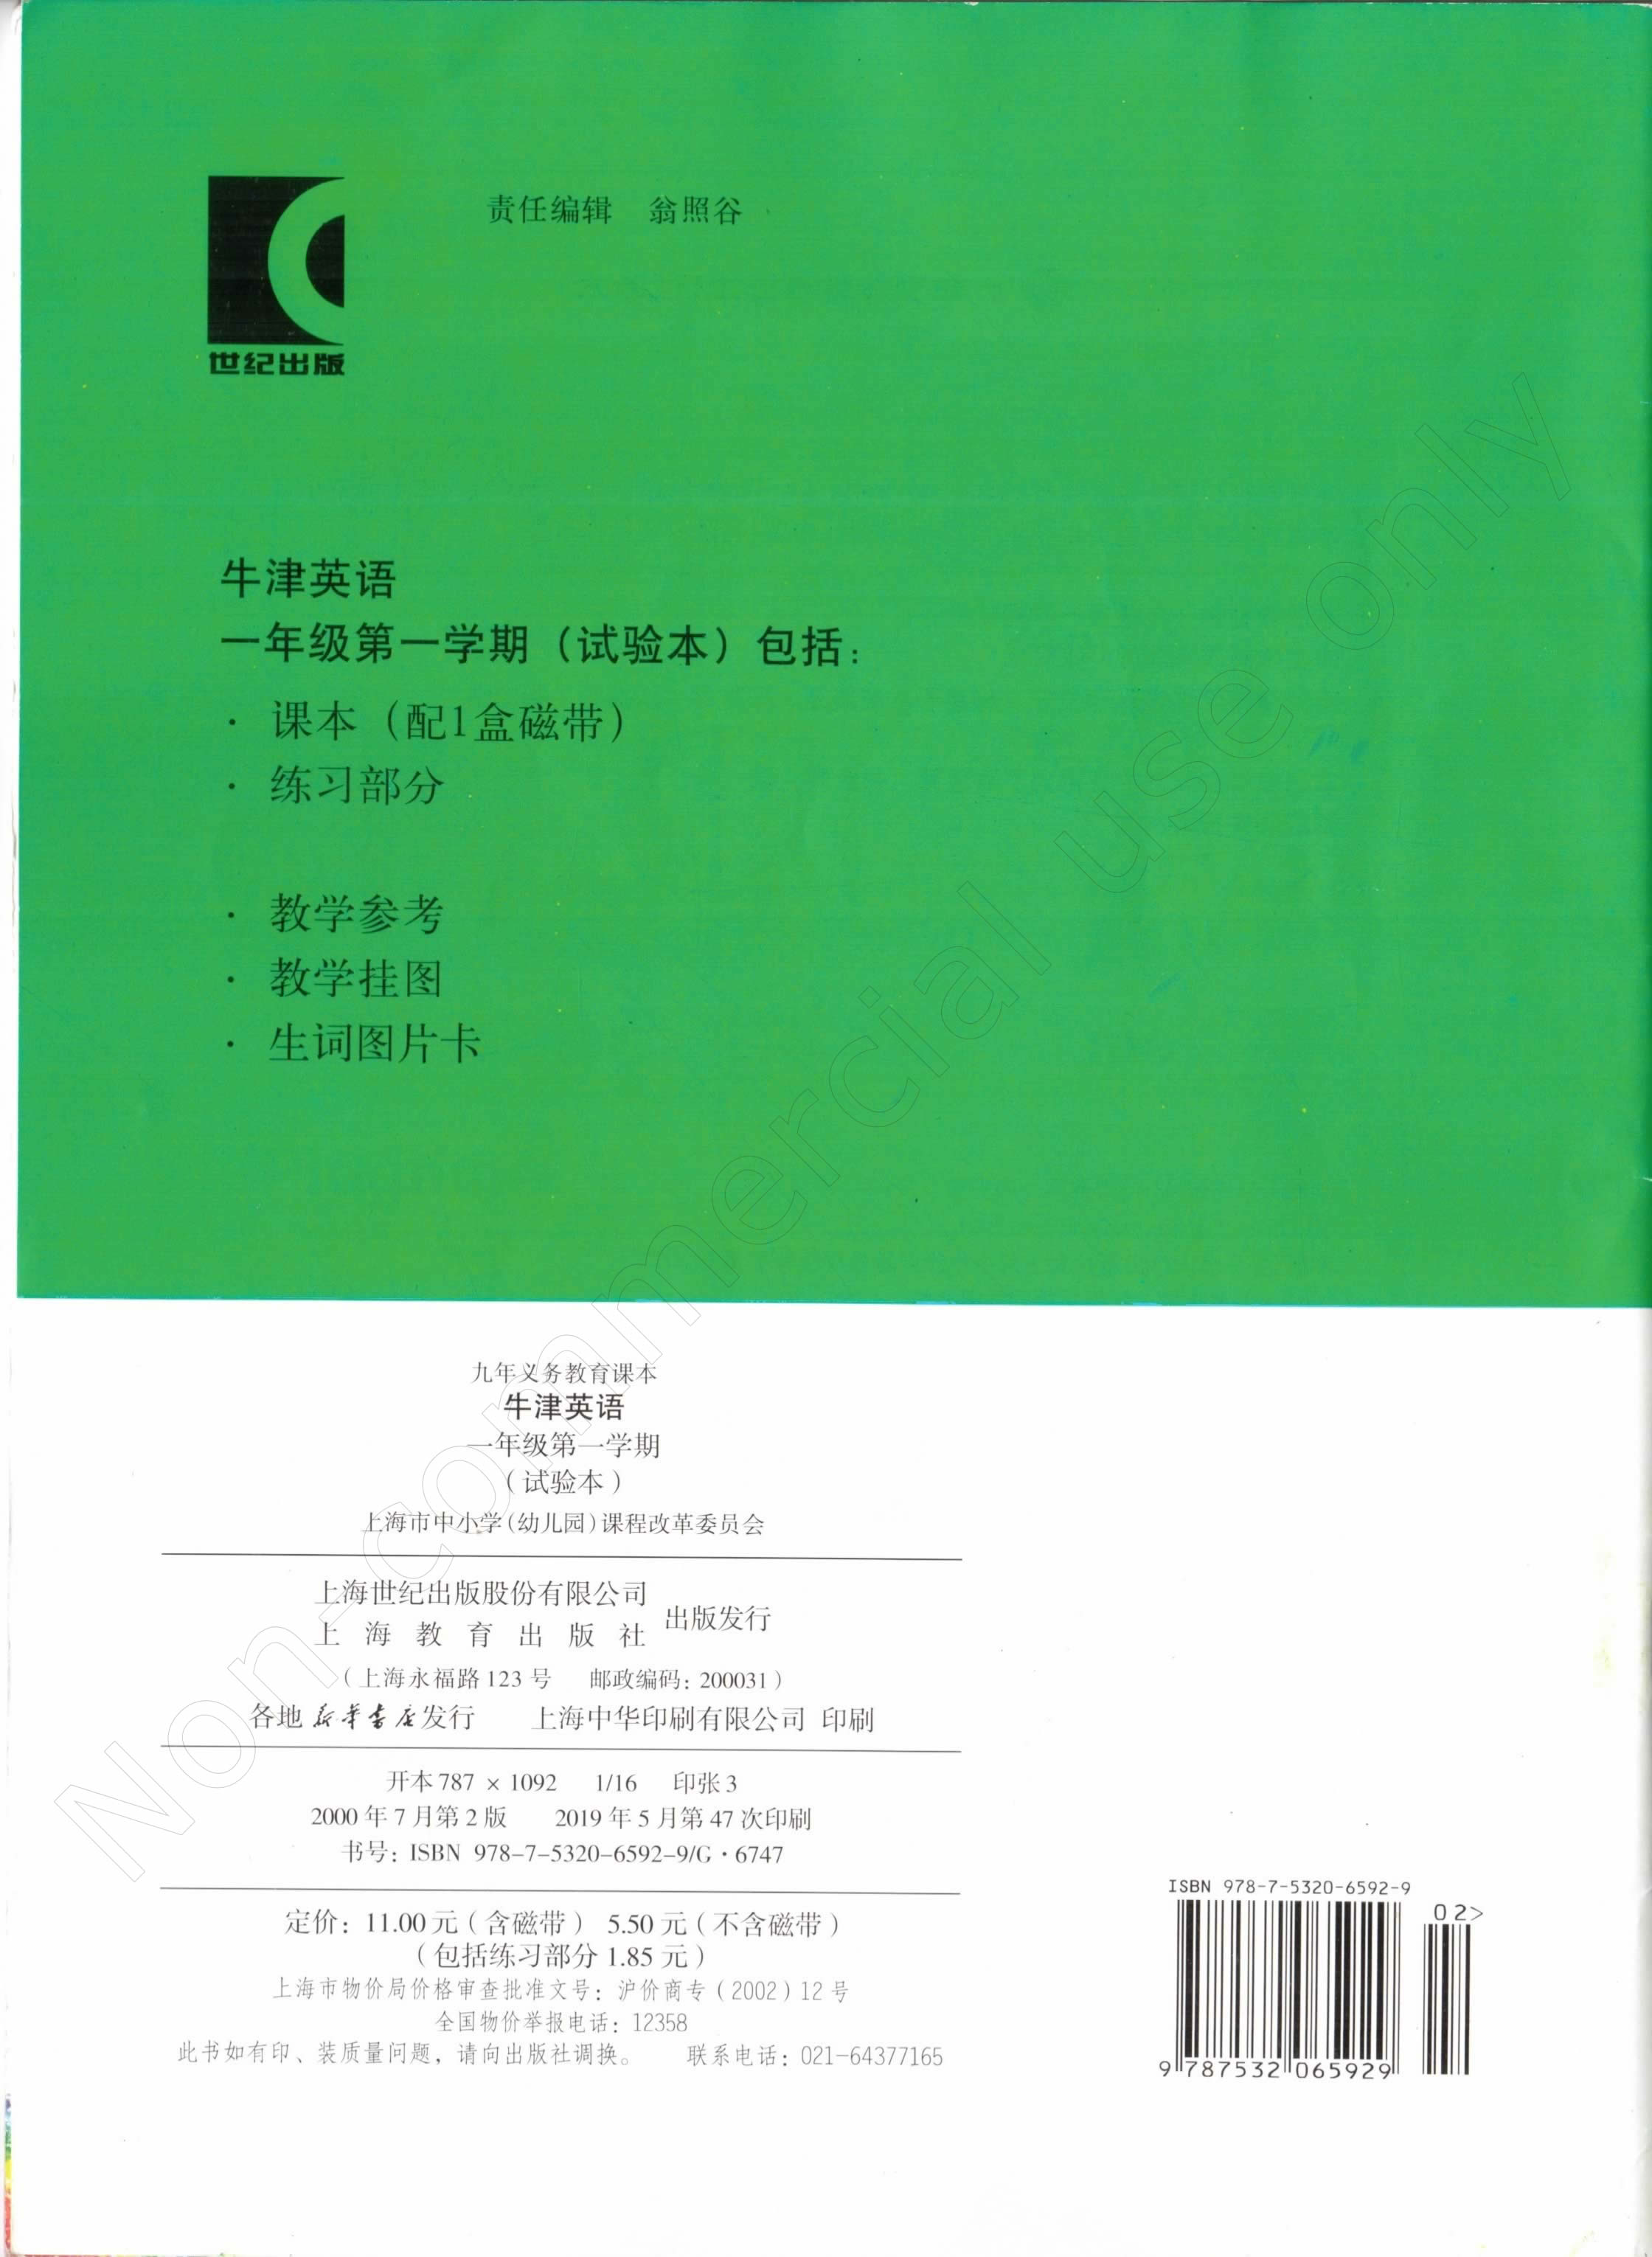 责任编辑 翁照谷
世纪出版
牛津英语
一年级第一学期（试验本）包括：
· 课本（配1盒磁带）
· 练习部分
· 教学参考
· 教学挂图
· 生词图片卡
Non-commercial use only
九年义务教育课本
牛津英语
一年级第一学期
（试验本）
上海市中小学（幼儿园）课程改革委员会
上海世纪出版股份有限公司
上海教育出版社 出版发行
（上海永福路123号 邮政编码：200031）
各地新华书店发行 上海中华印刷有限公司 印刷
开本 787 × 1092 1/16 印张 3
2000年7月第2版 2019年5月第47次印刷
书号：ISBN 978-7-5320-6592-9/G·6747
定价：11.00元（含磁带） 5.50元（不含磁带）
（包括练习部分1.85元）
上海市物价局价格审查批准文号：沪价商专（2002）12号
全国物价举报电话：12358
此书如有印、装质量问题，请向出版社调换。 联系电话：021-64377165
ISBN 978-7-5320-6592-9
02>
9 787532 065929